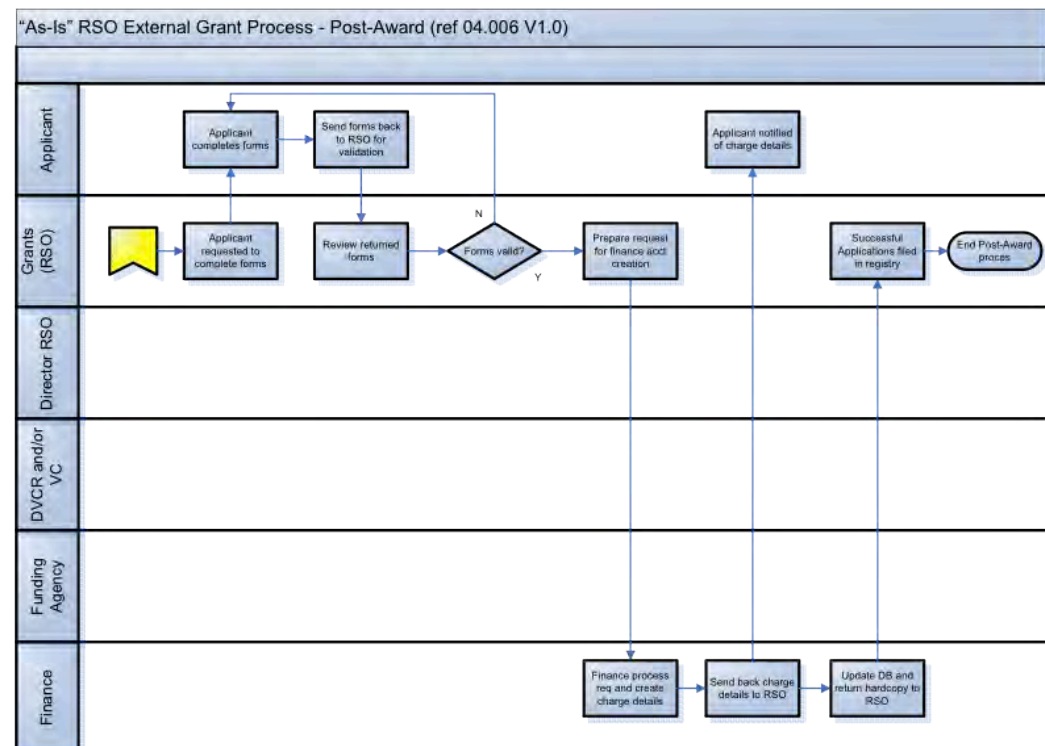 "As-Is" RSO External Grant Process - Post-Award (ref 04.006 V1.0)
Applicant
Applicant
completes forms
Send forms back
to RSO for
validation
Applicant notified
of charge details
Grants
(RSO)
Applicant
requested to
complete forms
Review returned
forms
N
Forms valid?
Y
Prepare request
for finance acct
creation
Successful
Applications filed
in registry
End Post-Award
proces
Director RSO
DVCR and/or
VC
Funding
Agency
Finance
Finance process
req and create
charge details
Send back charge
details to RSO
Update DB and
return hardcopy to
RSO